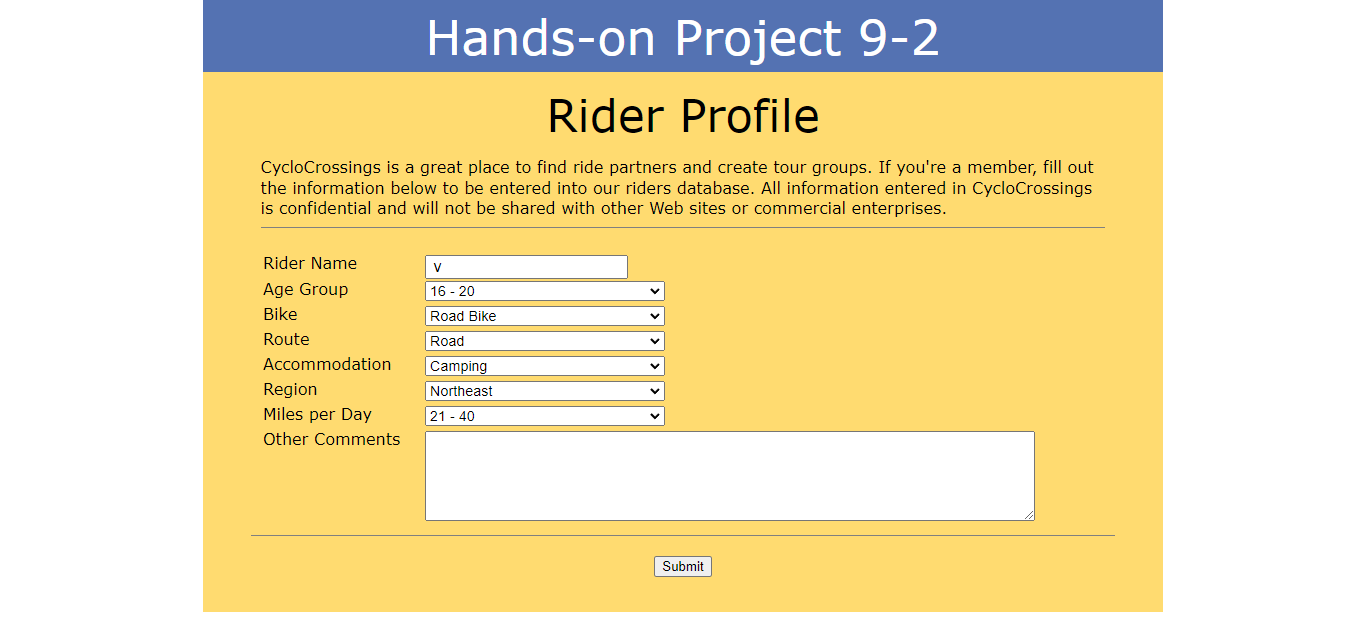 Hands-on Project 9-2
Rider Profile
CycloCrossings is a great place to find ride partners and create tour groups. If you're a member, fill out
the information below to be entered into our riders database. All information entered in CycloCrossings
is confidential and will not be shared with other Web sites or commercial enterprises.
Rider Name v
Age Group 16 - 20
Bike Road Bike
Route Road
Accommodation Camping
Region Northeast
Miles per Day 21 - 40
Other Comments
Submit